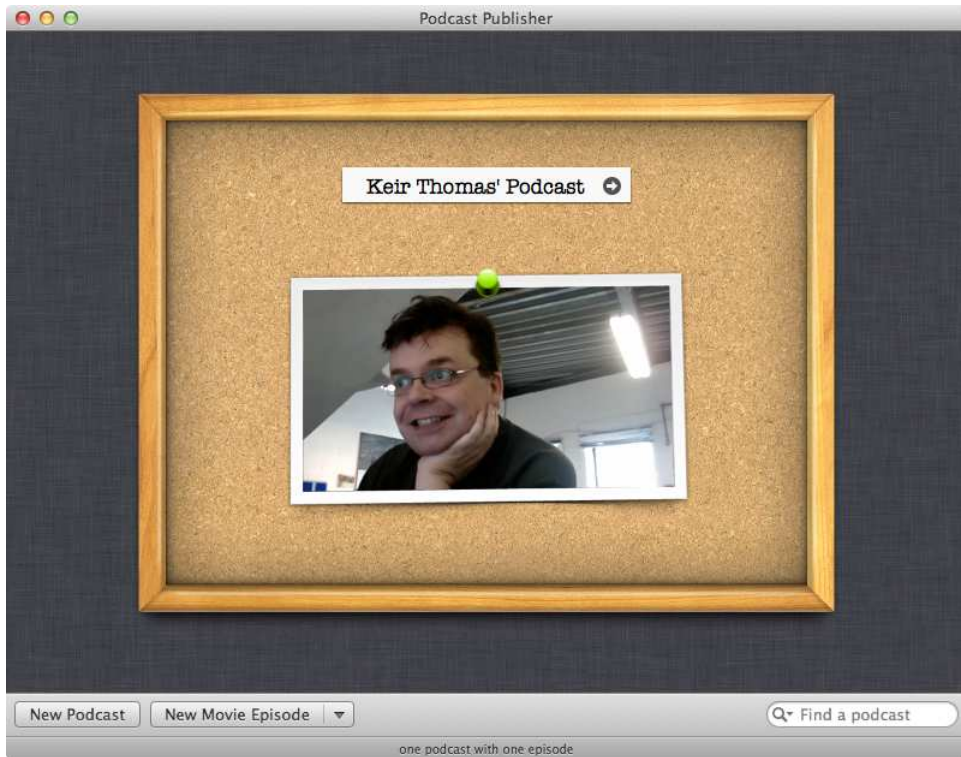 Podcast Publisher
Keir Thomas' Podcast
New Podcast
New Movie Episode
Find a podcast
one podcast with one episode